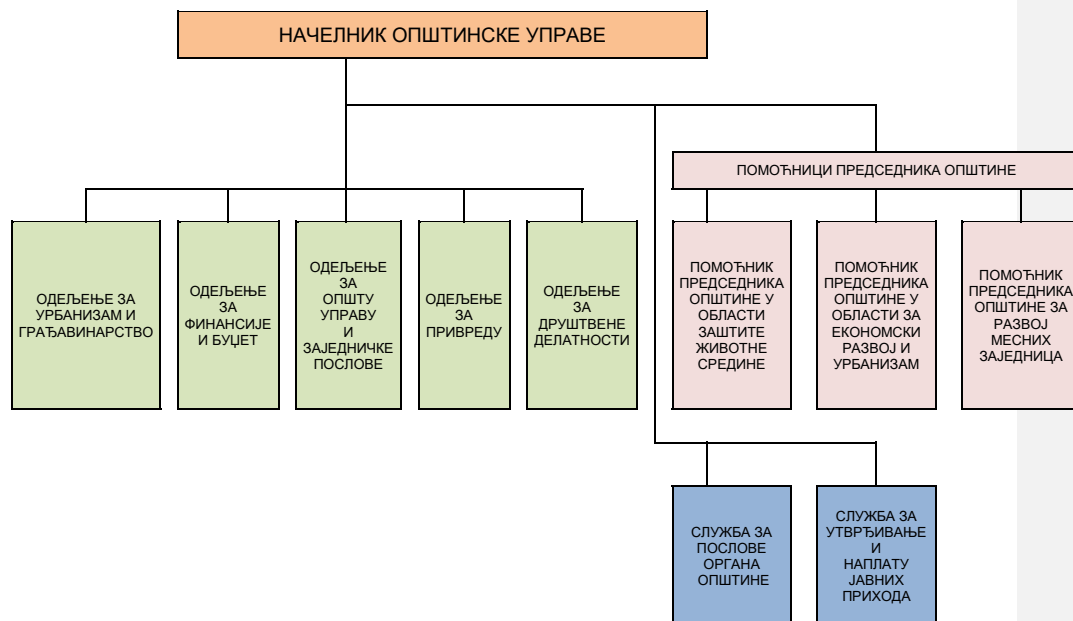 НАЧЕЛНИК ОПШТИНСКЕ УПРАВЕ
ПОМОЋНИЦИ ПРЕДСЕДНИКА ОПШТИНЕ
ОДЕЉЕЊЕ ЗА
УРБАНИЗАМ И
ГРАЂАВИНАРСТВО
ОДЕЉЕЊЕ
ЗА
ФИНАНСИЈЕ
И БУЏЕТ
ОДЕЉЕЊЕ
ЗА
ОПШТУ
УПРАВУ
И
ЗАЈЕДНИЧКЕ
ПОСЛОВЕ
ОДЕЉЕЊЕ
ЗА
ПРИВРЕДУ
ОДЕЉЕЊЕ
ЗА
ДРУШТВЕНЕ
ДЕЛАТНОСТИ
ПОМОЋНИК
ПРЕДСЕДНИКА
ОПШТИНЕ У
ОБЛАСТИ
ЗАШТИТЕ
ЖИВОТНЕ
СРЕДИНЕ
ПОМОЋНИК
ПРЕДСЕДНИКА
ОПШТИНЕ У
ОБЛАСТИ ЗА
ЕКОНОМСКИ
РАЗВОЈ И
УРБАНИЗАМ
ПОМОЋНИК
ПРЕДСЕДНИКА
ОПШТИНЕ ЗА
РАЗВОЈ
МЕСНИХ
ЗАЈЕДНИЦА
СЛУЖБА ЗА
ПОСЛОВЕ
ОРГАНА
ОПШТИНЕ
СЛУЖБА ЗА
УТВРЂИВАЊЕ
И
НАПЛАТУ
ЈАВНИХ
ПРИХОДА